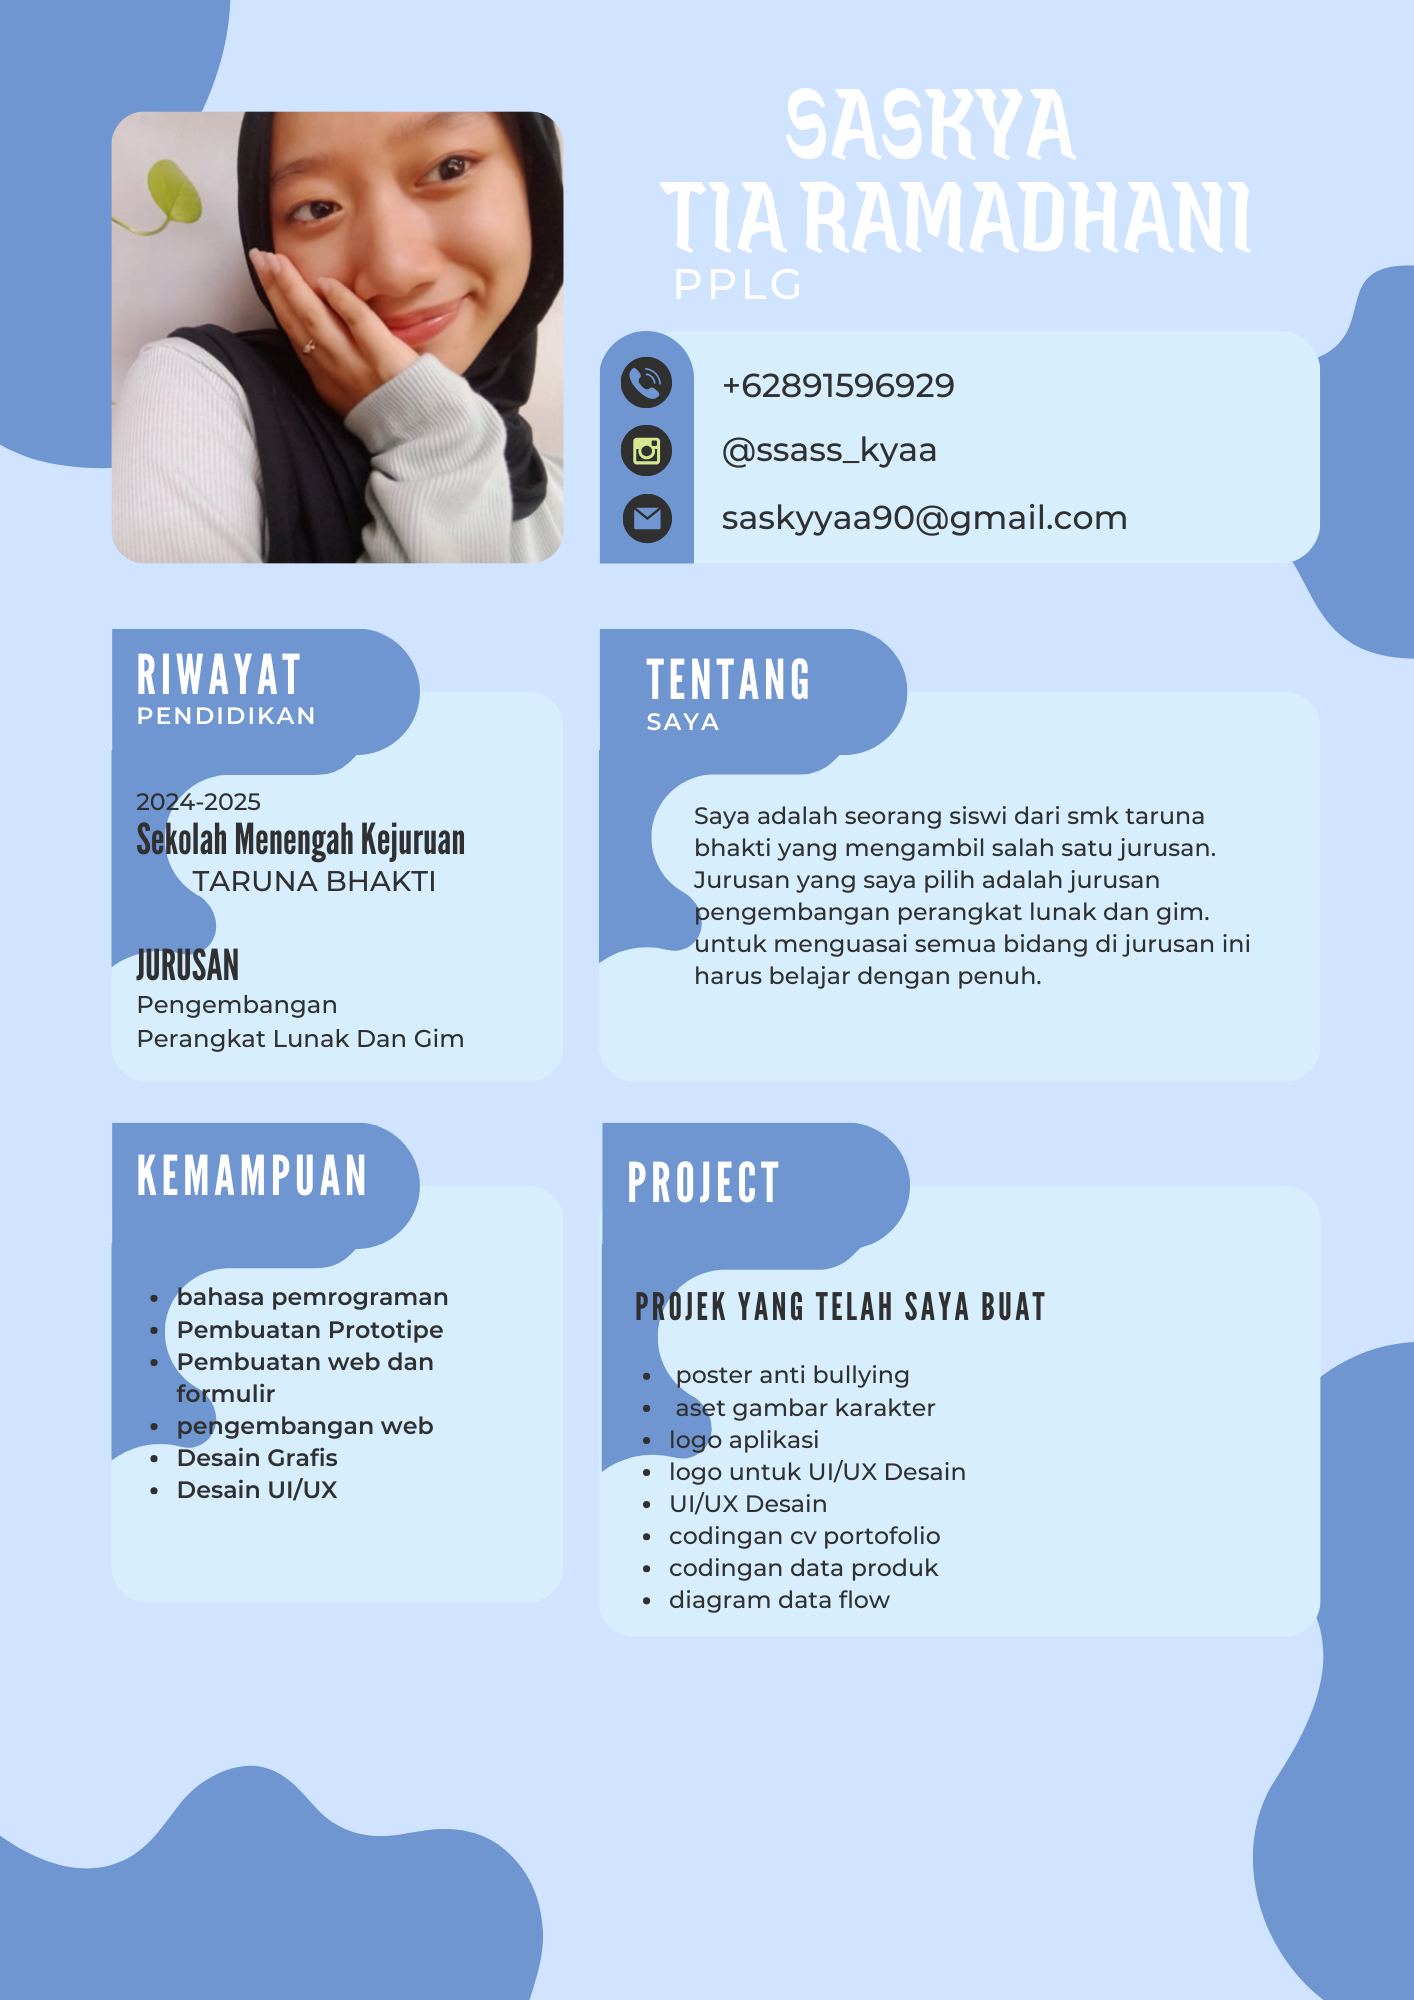 SASKYA
TIA RAMADHANI
PPLG
+62891596929
@ssass_kyaa
saskyyaa90@gmail.com
RIWAYAT
PENDIDIKAN
2024-2025
Sekolah Menengah Kejuruan
TARUNA BHAKTI
JURUSAN
Pengembangan
Perangkat Lunak Dan Gim
TENTANG
SAYA
Saya adalah seorang siswi dari smk taruna
bhakti yang mengambil salah satu jurusan.
Jurusan yang saya pilih adalah jurusan
pengembangan perangkat lunak dan gim.
untuk menguasai semua bidang di jurusan ini
harus belajar dengan penuh.
KEMAMPUAN
• bahasa pemrograman
• Pembuatan Prototipe
• Pembuatan web dan
formulir
• pengembangan web
• Desain Grafis
• Desain UI/UX
PROJECT
PROJEK YANG TELAH SAYA BUAT
• poster anti bullying
• aset gambar karakter
• logo aplikasi
• logo untuk UI/UX Desain
• UI/UX Desain
• codingan cv portofolio
• codingan data produk
• diagram data flow